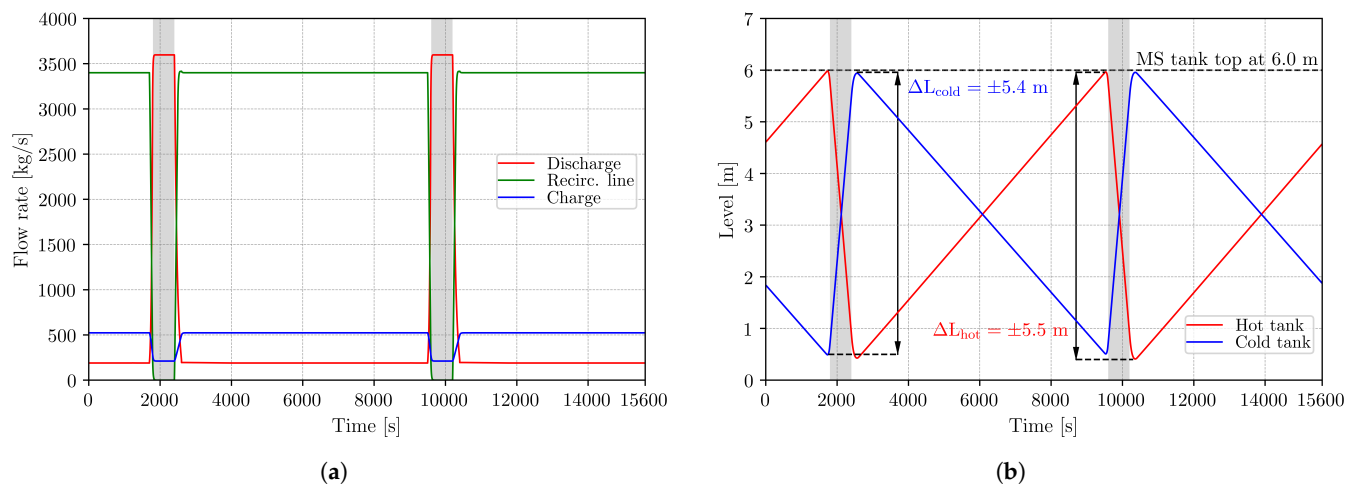 4000
3500
3000
2500
2000
1500
1000
500
0
Flow rate [kg/s]
Discharge
Recirc. line
Charge
0 2000 4000 6000 8000 10000 12000 14000 15600
Time [s]
(a)
7
6
5
4
3
2
1
0
Level [m]
MS tank top at 6.0 m
ΔLcold = ±5.4 m
ΔLhot = ±5.5 m
Hot tank
Cold tank
0 2000 4000 6000 8000 10000 12000 14000 15600
Time [s]
(b)